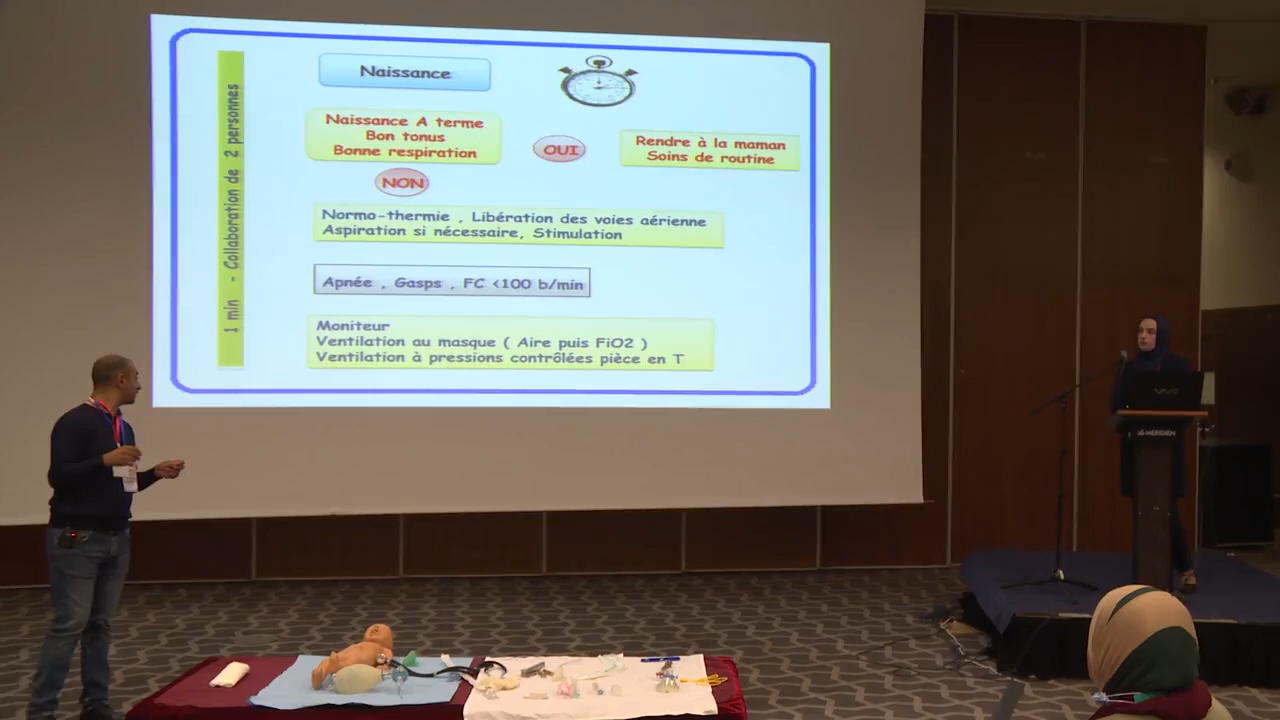 Naissance
Naissance A terme
Bon tonus
Bonne respiration
OUI
Rendre à la maman
Soins de routine
NON
Normo-thermie , Libération des voies aérienne
Aspiration si nécessaire, Stimulation
Apnée , Gasps , FC <100 b/min
Moniteur
Ventilation au masque ( Aire puis FiO2 )
Ventilation à pressions contrôlées pièce en T
1 min - Collaboration de 2 personnes
VAIO
MERIDIEN